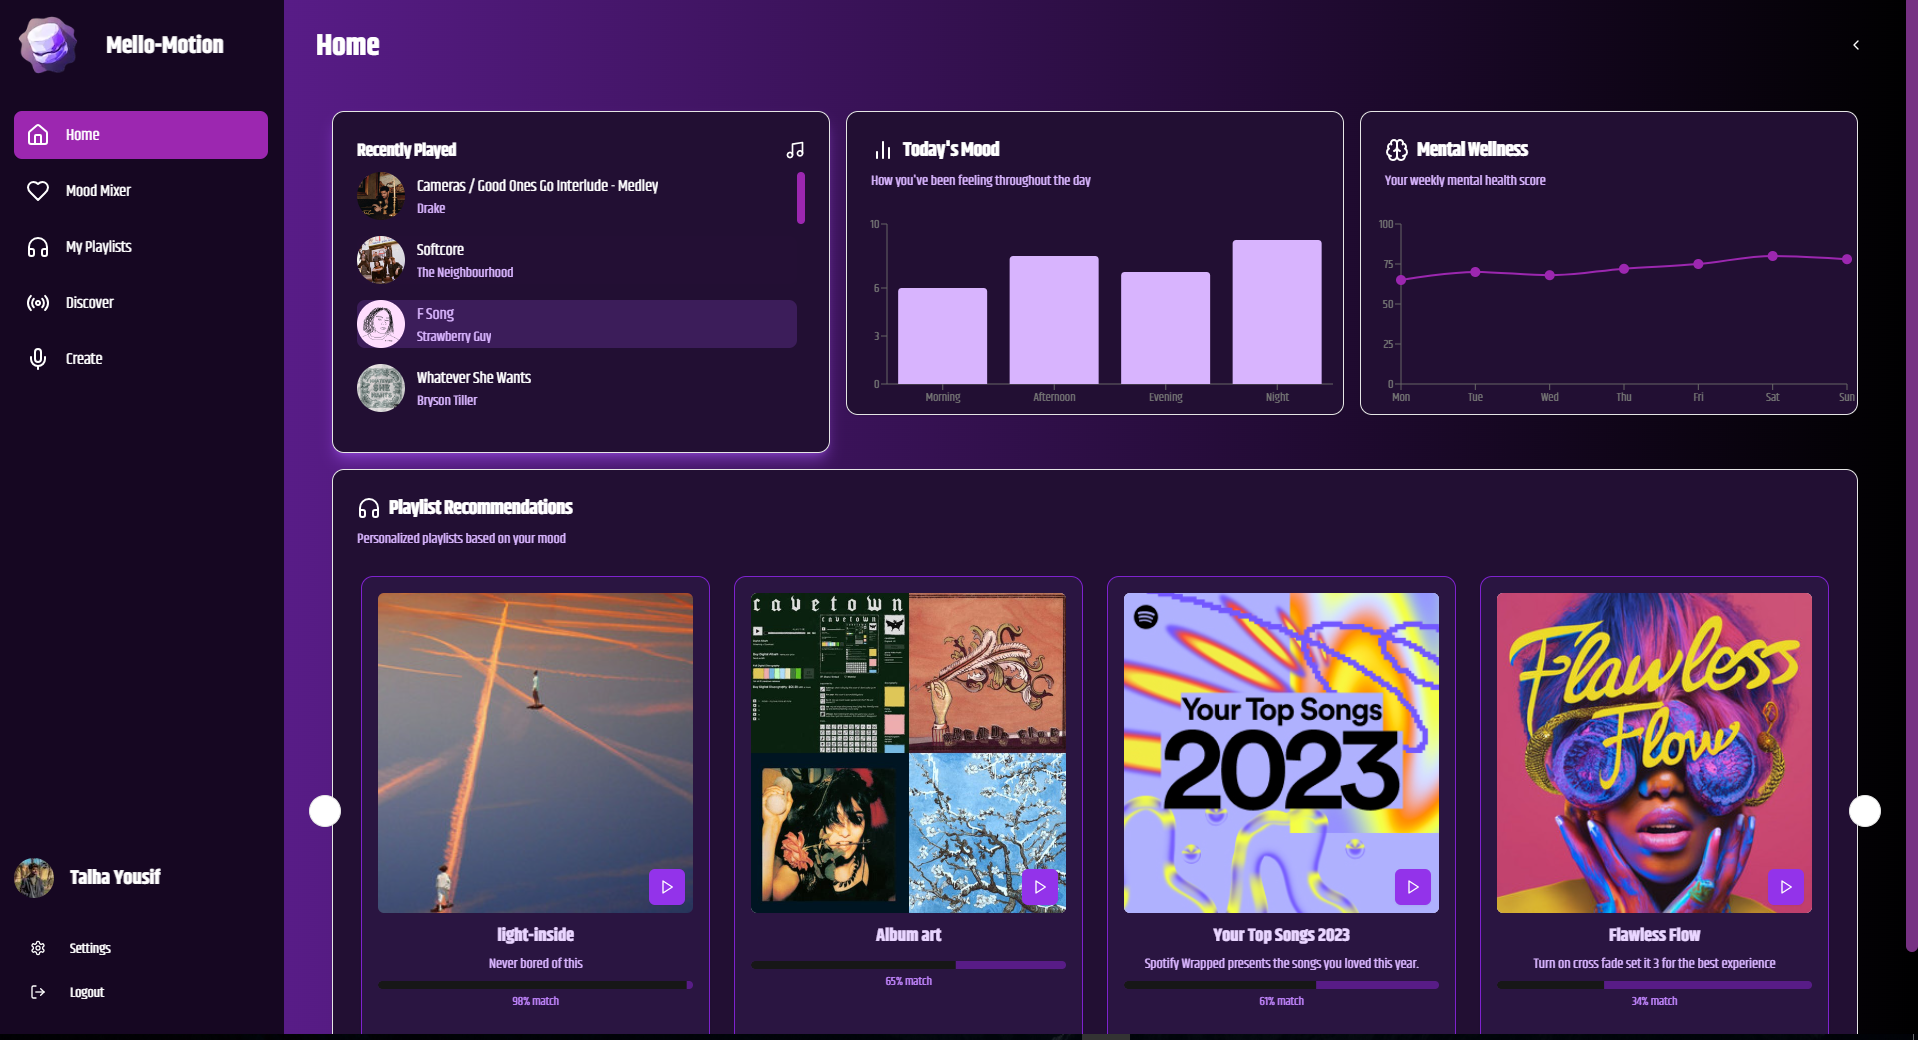 Mello-Motion
Home
Home
Mood Mixer
My Playlists
Discover
Create
Talha Yousif
Settings
Logout
Recently Played
Cameras / Good Ones Go Interlude - Medley
Drake
Softcore
The Neighbourhood
F Song
Strawberry Guy
Whatever She Wants
Bryson Tiller
Today's Mood
How you've been feeling throughout the day
10
6
3
0
Morning Afternoon Evening Night
Mental Wellness
Your weekly mental health score
100
75
50
25
0
Mon Tue Wed Thu Fri Sat Sun
Playlist Recommendations
Personalized playlists based on your mood
light-inside
Never bored of this
98% match
cavetown
Album art
65% match
Your Top Songs
2023
Your Top Songs 2023
Spotify Wrapped presents the songs you loved this year.
61% match
Flawless
Flow
Flawless Flow
Turn on cross fade set it 3 for the best experience
34% match